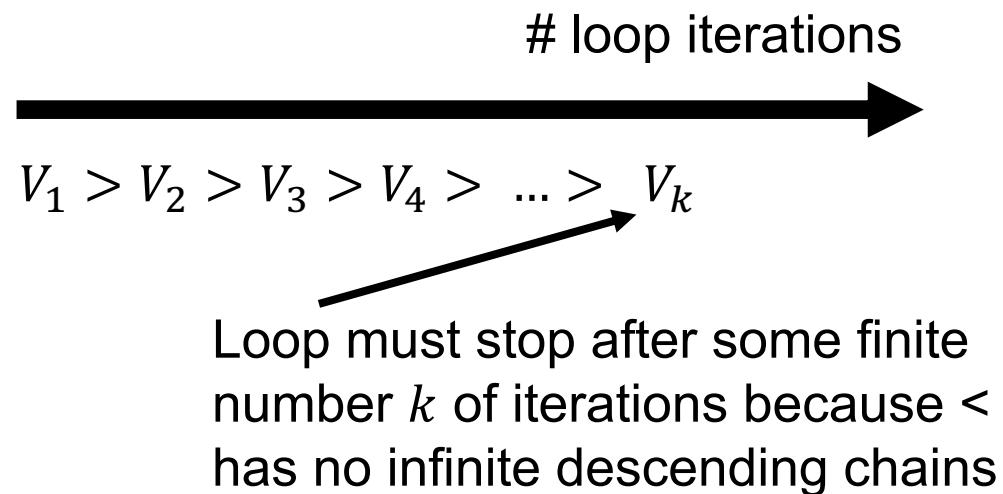 # loop iterations
𝑉₁ > 𝑉₂ > 𝑉₃ > 𝑉₄ > ... > 𝑉ₖ
Loop must stop after some finite
number 𝑘 of iterations because <
has no infinite descending chains